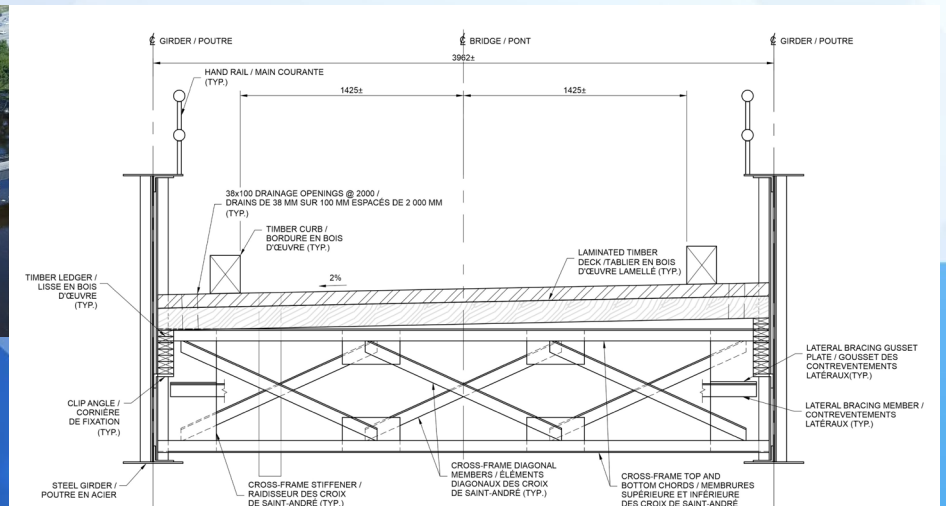 ℄ GIRDER / POUTRE
℄ BRIDGE / PONT
℄ GIRDER / POUTRE
3962±
HAND RAIL / MAIN COURANTE
(TYP.)
1425±
1425±
38x100 DRAINAGE OPENINGS @ 2000 /
DRAINS DE 38 MM SUR 100 MM ESPACÉS DE 2 000 MM
(TYP.)
TIMBER CURB /
BORDURE EN BOIS
D'ŒUVRE (TYP.)
LAMINATED TIMBER
DECK /TABLIER EN BOIS
D'ŒUVRE LAMELLÉ (TYP.)
2%
TIMBER LEDGER /
LISSE EN BOIS
D'ŒUVRE
(TYP.)
LATERAL BRACING GUSSET
PLATE / GOUSSET DES
CONTREVENTEMENTS
LATÉRAUX(TYP.)
CLIP ANGLE /
CORNIÈRE
DE FIXATION
(TYP.)
LATERAL BRACING MEMBER /
CONTREVENTEMENTS
LATÉRAUX (TYP.)
STEEL GIRDER /
POUTRE EN ACIER
CROSS-FRAME STIFFENER /
RAIDISSEUR DES CROIX
DE SAINT-ANDRÉ (TYP.)
CROSS-FRAME DIAGONAL
MEMBERS / ÉLÉMENTS
DIAGONAUX DES CROIX
DE SAINT-ANDRÉ (TYP.)
CROSS-FRAME TOP AND
BOTTOM CHORDS / MEMBRURES
SUPÉRIEURE ET INFÉRIEURE
DES CROIX DE SAINT-ANDRÉ